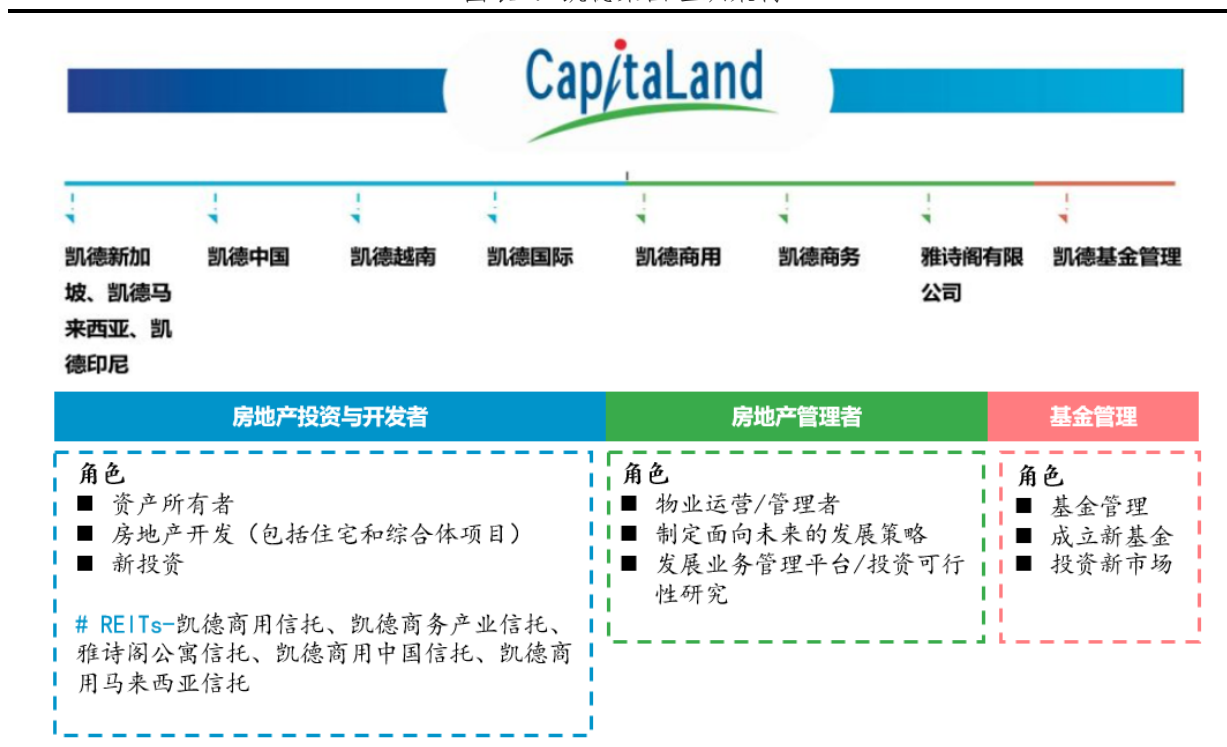 CapitaLand
凯德新加
坡、凯德马
来西亚、凯
德印尼
凯德中国
凯德越南
凯德国际
凯德商用
凯德商务
雅诗阁有限
公司
凯德基金管理
房地产投资与开发者
房地产管理者
基金管理
角色
■ 资产所有者
■ 房地产开发（包括住宅和综合体项目）
■ 新投资
# REITs-凯德商用信托、凯德商务产业信托、
雅诗阁公寓信托、凯德商用中国信托、凯德商
用马来西亚信托
角色
■ 物业运营/管理者
■ 制定面向未来的发展策略
■ 发展业务管理平台/投资可行
性研究
角色
■ 基金管理
■ 成立新基金
■ 投资新市场